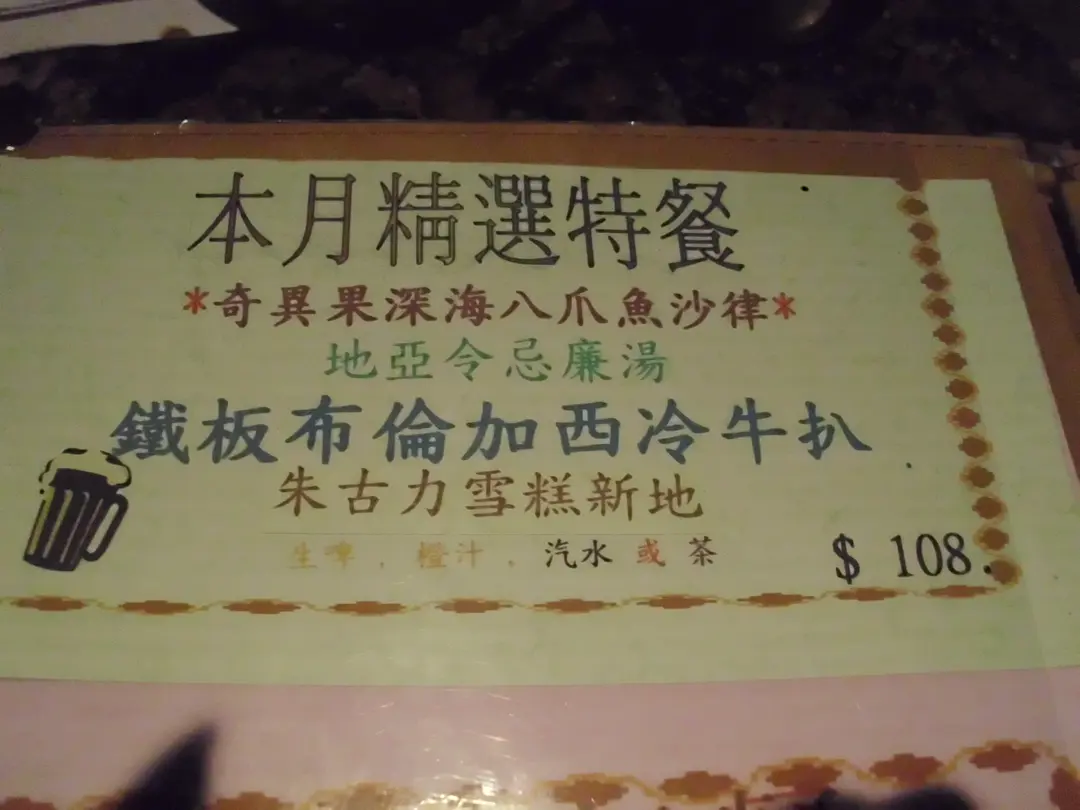 本月精選特餐
*奇異果深海八爪魚沙律*
地亞令忌廉湯
鐵板布倫加西冷牛扒
朱古力雪糕新地
生啤，橙汁，汽水 或 茶
$ 108.